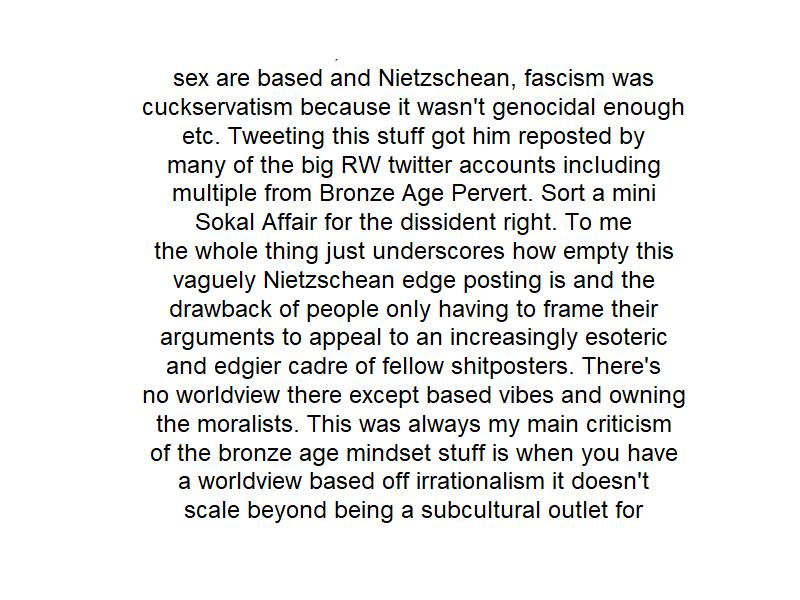 sex are based and Nietzschean, fascism was
cuckservatism because it wasn't genocidal enough
etc. Tweeting this stuff got him reposted by
many of the big RW twitter accounts including
multiple from Bronze Age Pervert. Sort a mini
Sokal Affair for the dissident right. To me
the whole thing just underscores how empty this
vaguely Nietzschean edge posting is and the
drawback of people only having to frame their
arguments to appeal to an increasingly esoteric
and edgier cadre of fellow shitposters. There's
no worldview there except based vibes and owning
the moralists. This was always my main criticism
of the bronze age mindset stuff is when you have
a worldview based off irrationalism it doesn't
scale beyond being a subcultural outlet for